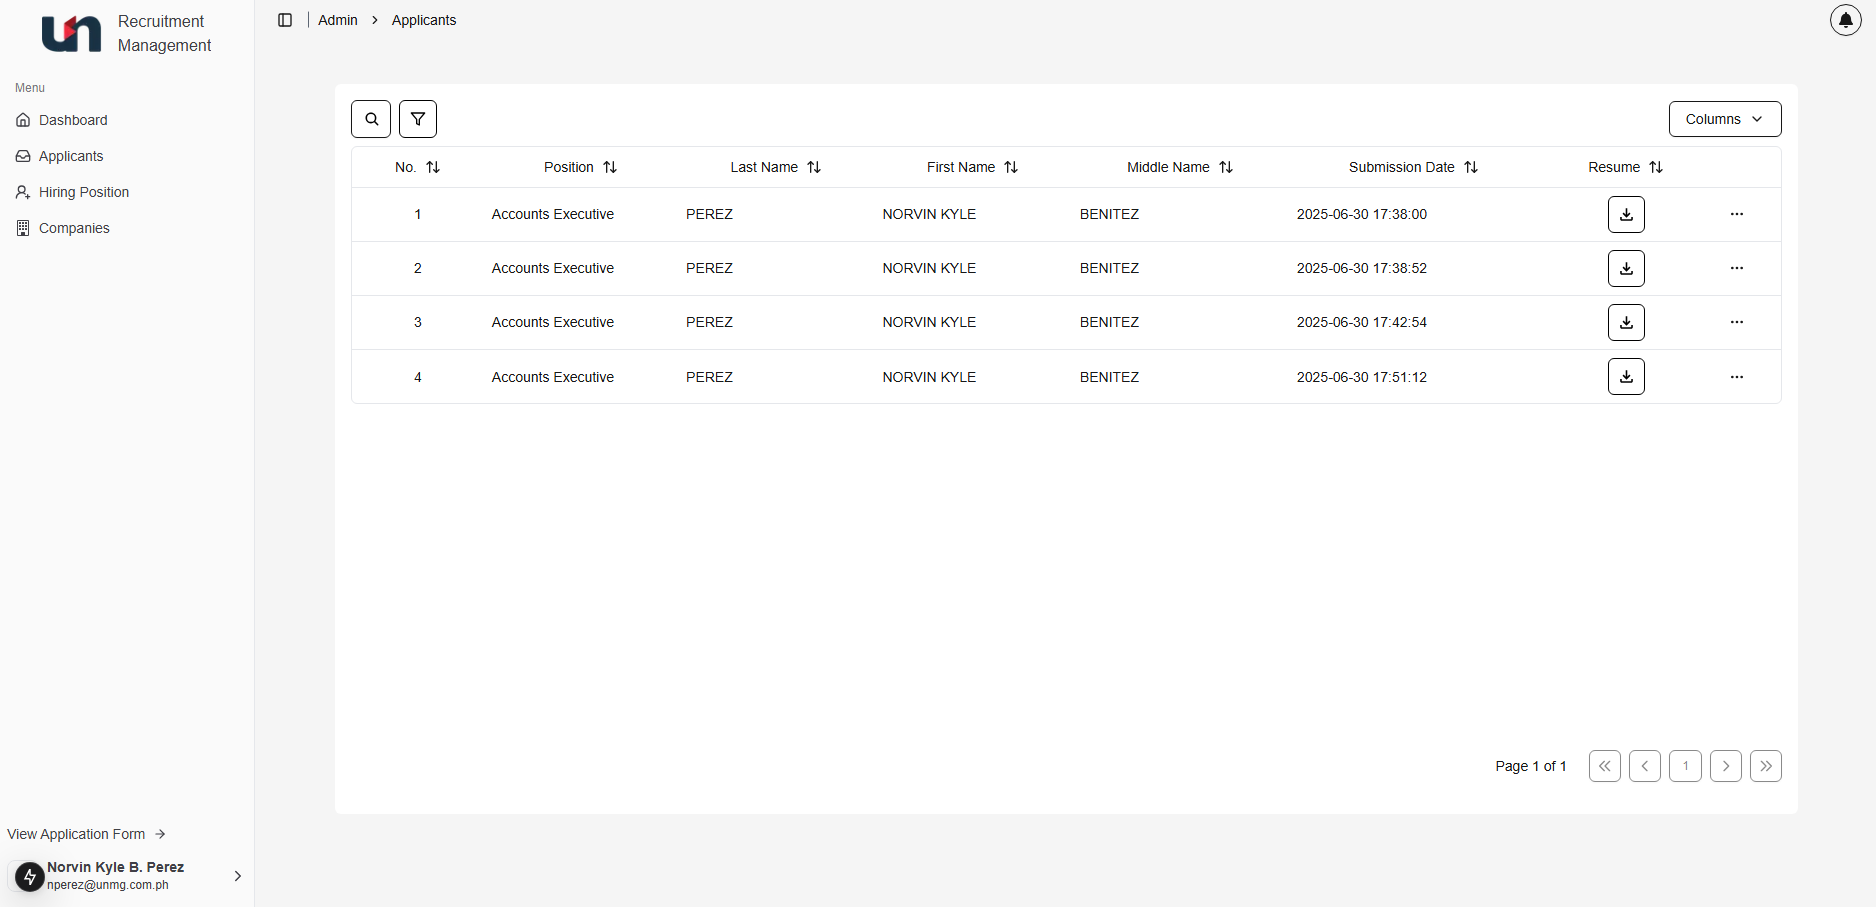 un
Recruitment
Management
Menu
Dashboard
Applicants
Hiring Position
Companies
View Application Form
Norvin Kyle B. Perez
nperez@unmg.com.ph
Admin > Applicants
Columns
No. Position Last Name First Name Middle Name Submission Date Resume
1 Accounts Executive PEREZ NORVIN KYLE BENITEZ 2025-06-30 17:38:00 ...
2 Accounts Executive PEREZ NORVIN KYLE BENITEZ 2025-06-30 17:38:52 ...
3 Accounts Executive PEREZ NORVIN KYLE BENITEZ 2025-06-30 17:42:54 ...
4 Accounts Executive PEREZ NORVIN KYLE BENITEZ 2025-06-30 17:51:12 ...
Page 1 of 1 1